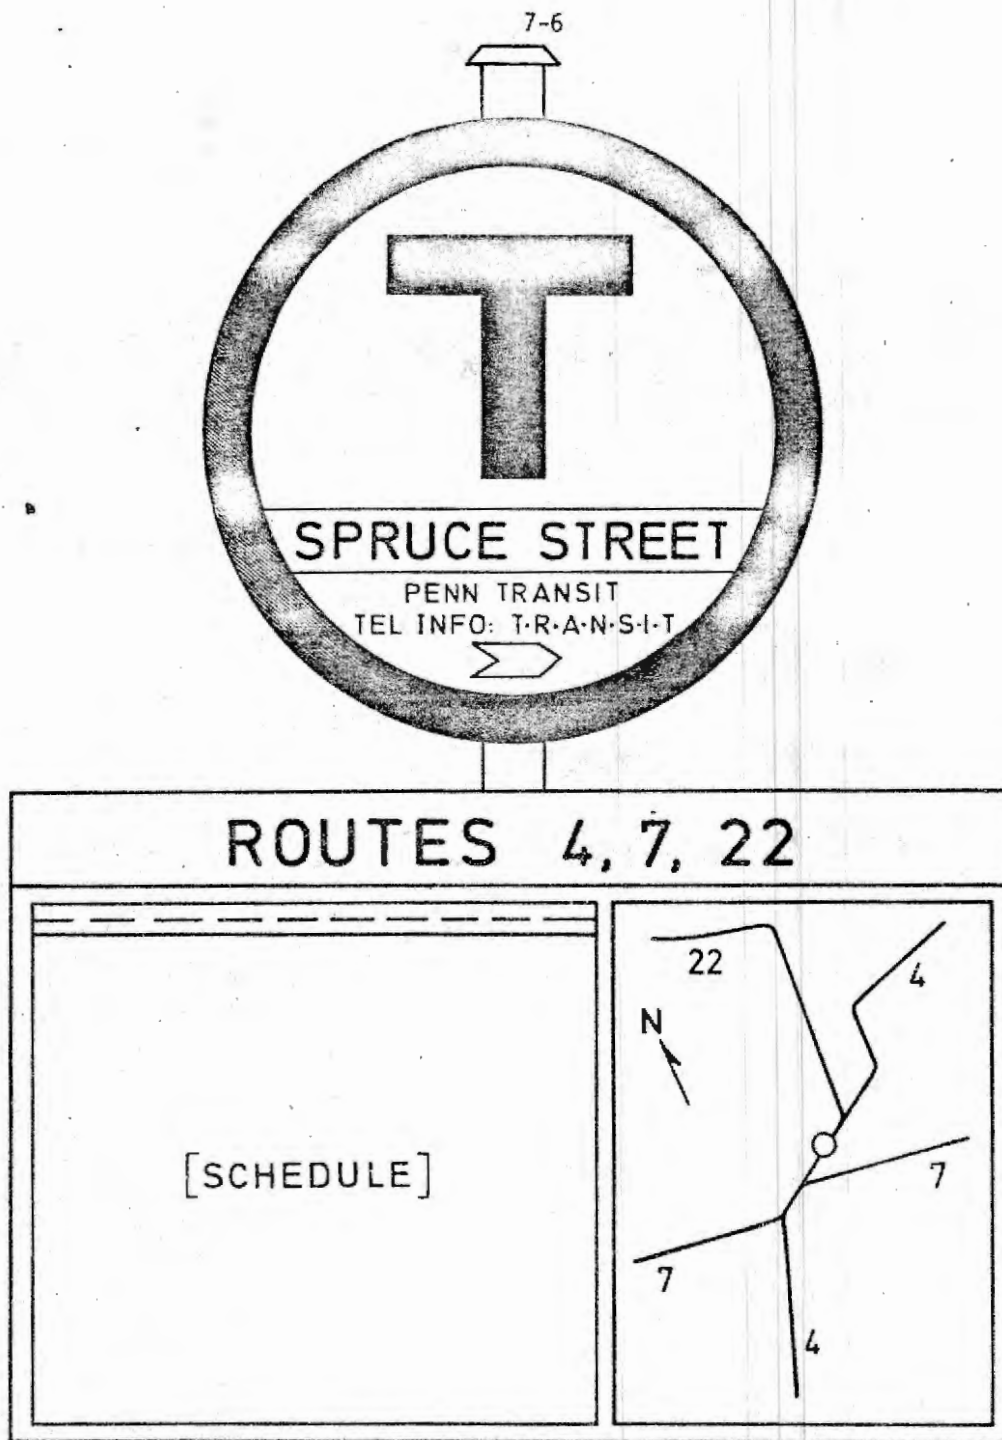 7-6
T
SPRUCE STREET
PENN TRANSIT
TEL INFO: T·R·A·N·S·I·T
ROUTES 4, 7, 22
22
4
N
[SCHEDULE]
7
7
4